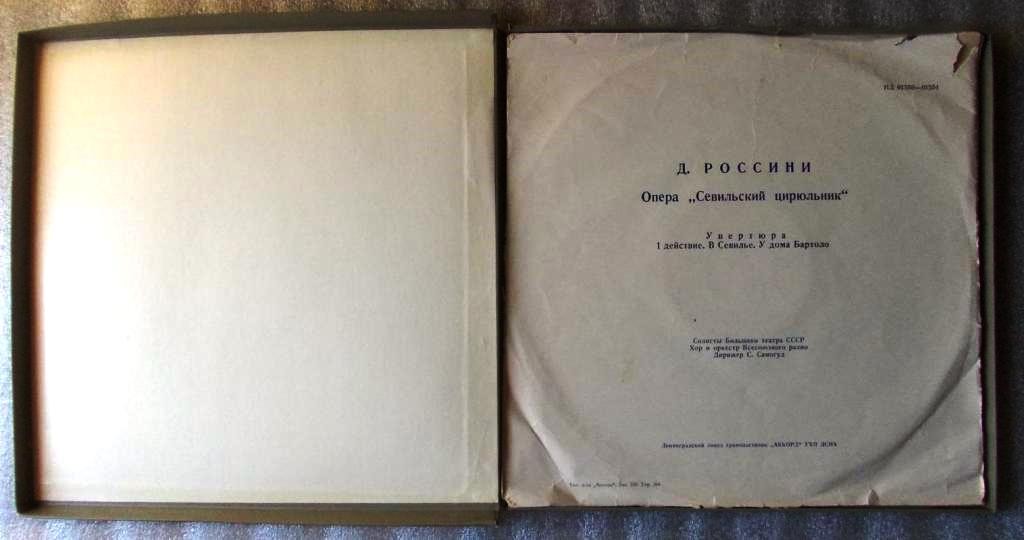 Д. РОССИНИ
Опера „Севильский цирюльник“
Увертюра
1 действие. В Севилье. У дома Бартоло
Солисты Большого театра СССР
Хор и оркестр Всесоюзного радио
Дирижер С. Самосуд
Ленинградский завод грампластинок „АККОРД“ УХП ЛСНХ